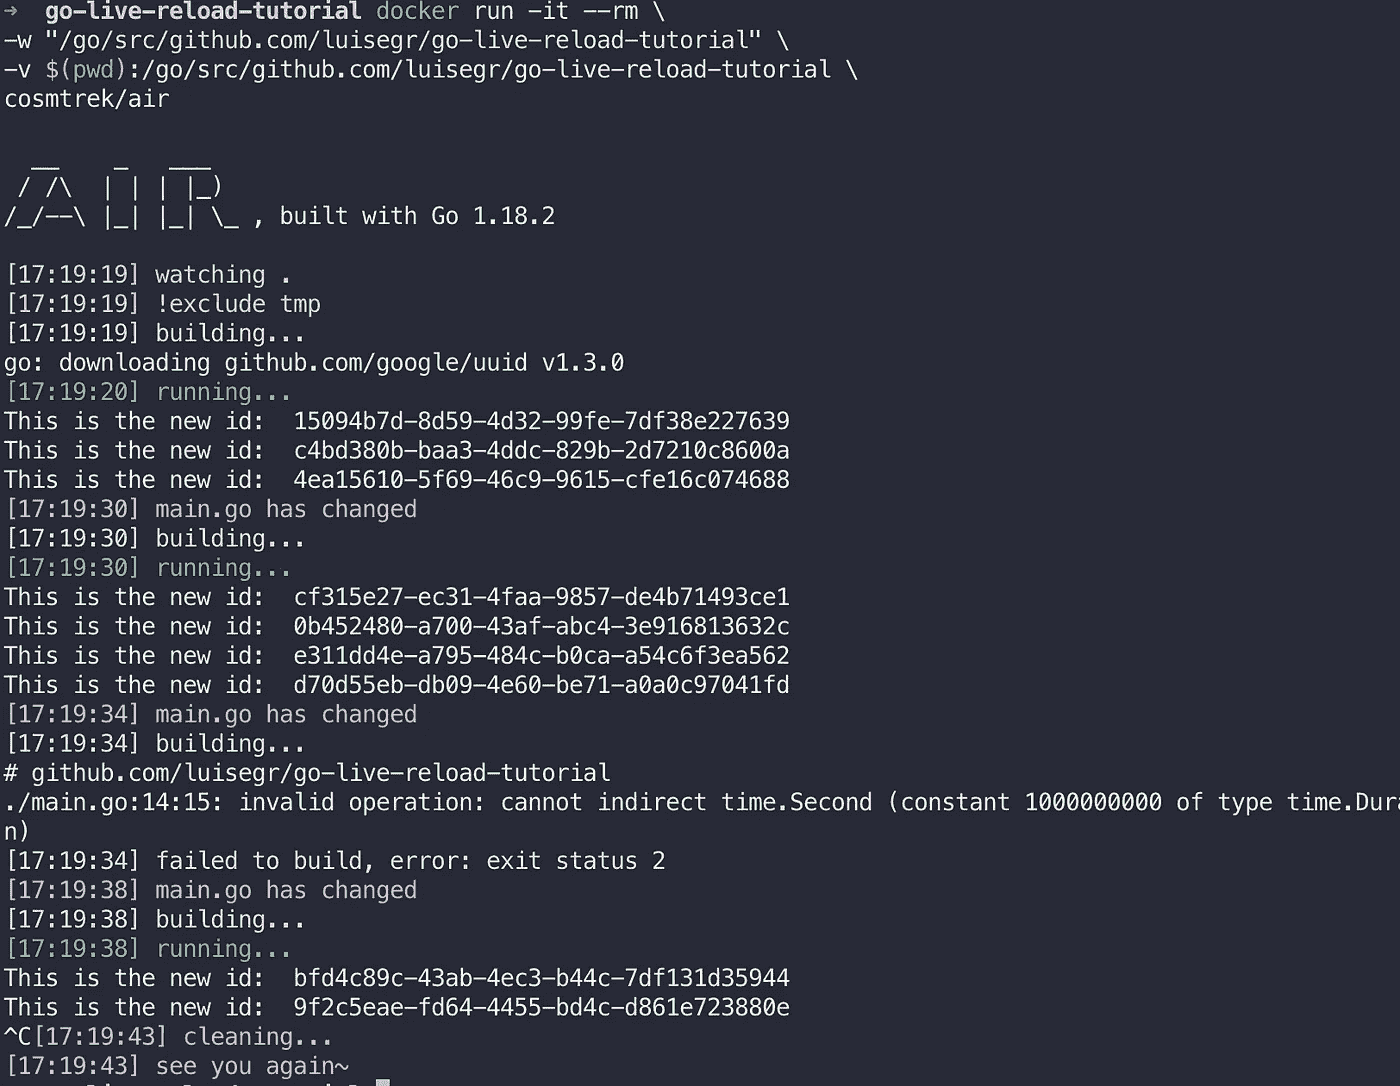 →  go-live-reload-tutorial docker run -it --rm \
-w "/go/src/github.com/luisegr/go-live-reload-tutorial" \
-v $(pwd):/go/src/github.com/luisegr/go-live-reload-tutorial \
cosmtrek/air
  __    _   ___
 / /\  | | | |_)
/_/--\ |_| |_| \_ , built with Go 1.18.2
[17:19:19] watching .
[17:19:19] !exclude tmp
[17:19:19] building...
go: downloading github.com/google/uuid v1.3.0
[17:19:20] running...
This is the new id:  15094b7d-8d59-4d32-99fe-7df38e227639
This is the new id:  c4bd380b-baa3-4ddc-829b-2d7210c8600a
This is the new id:  4ea15610-5f69-46c9-9615-cfe16c074688
[17:19:30] main.go has changed
[17:19:30] building...
[17:19:30] running...
This is the new id:  cf315e27-ec31-4faa-9857-de4b71493ce1
This is the new id:  0b452480-a700-43af-abc4-3e916813632c
This is the new id:  e311dd4e-a795-484c-b0ca-a54c6f3ea562
This is the new id:  d70d55eb-db09-4e60-be71-a0a0c97041fd
[17:19:34] main.go has changed
[17:19:34] building...
# github.com/luisegr/go-live-reload-tutorial
./main.go:14:15: invalid operation: cannot indirect time.Second (constant 1000000000 of type time.Dura
n)
[17:19:34] failed to build, error: exit status 2
[17:19:38] main.go has changed
[17:19:38] building...
[17:19:38] running...
This is the new id:  bfd4c89c-43ab-4ec3-b44c-7df131d35944
This is the new id:  9f2c5eae-fd64-4455-bd4c-d861e723880e
^C[17:19:43] cleaning...
[17:19:43] see you again~